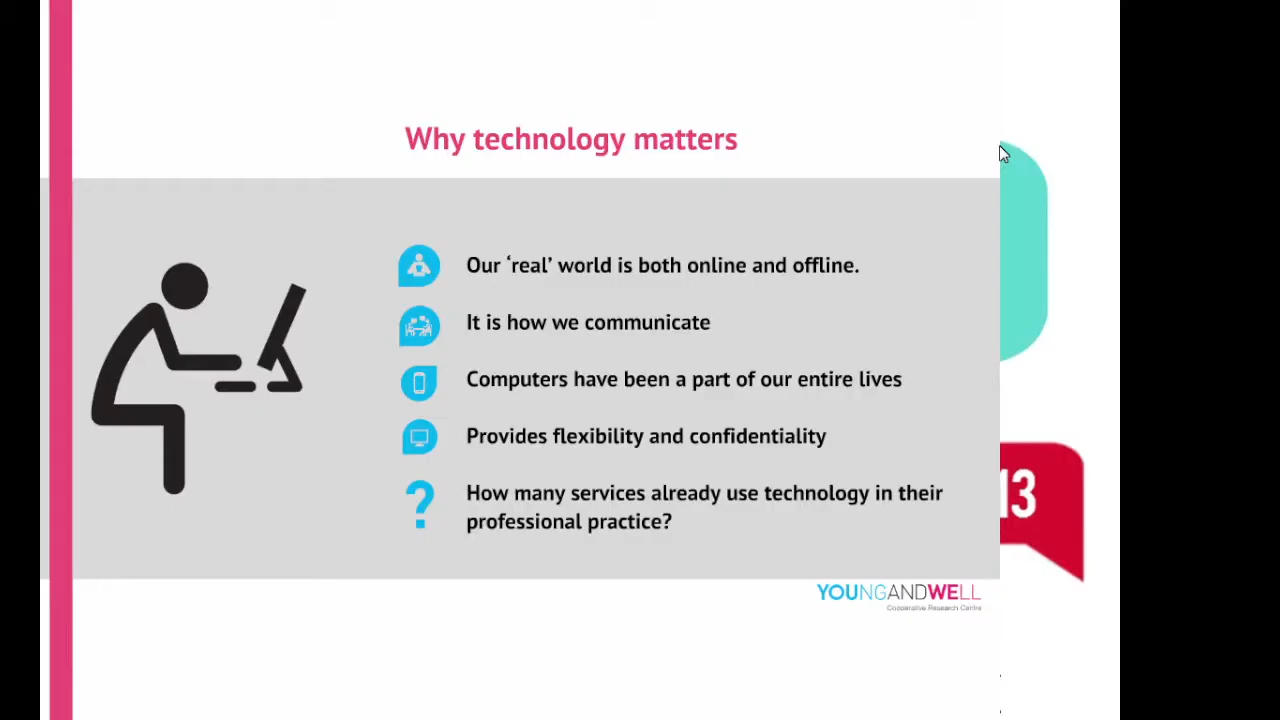 Why technology matters
Our ‘real’ world is both online and offline.
It is how we communicate
Computers have been a part of our entire lives
Provides flexibility and confidentiality
? How many services already use technology in their
professional practice?
13
YOUNGANDWELL
Cooperative Research Centre